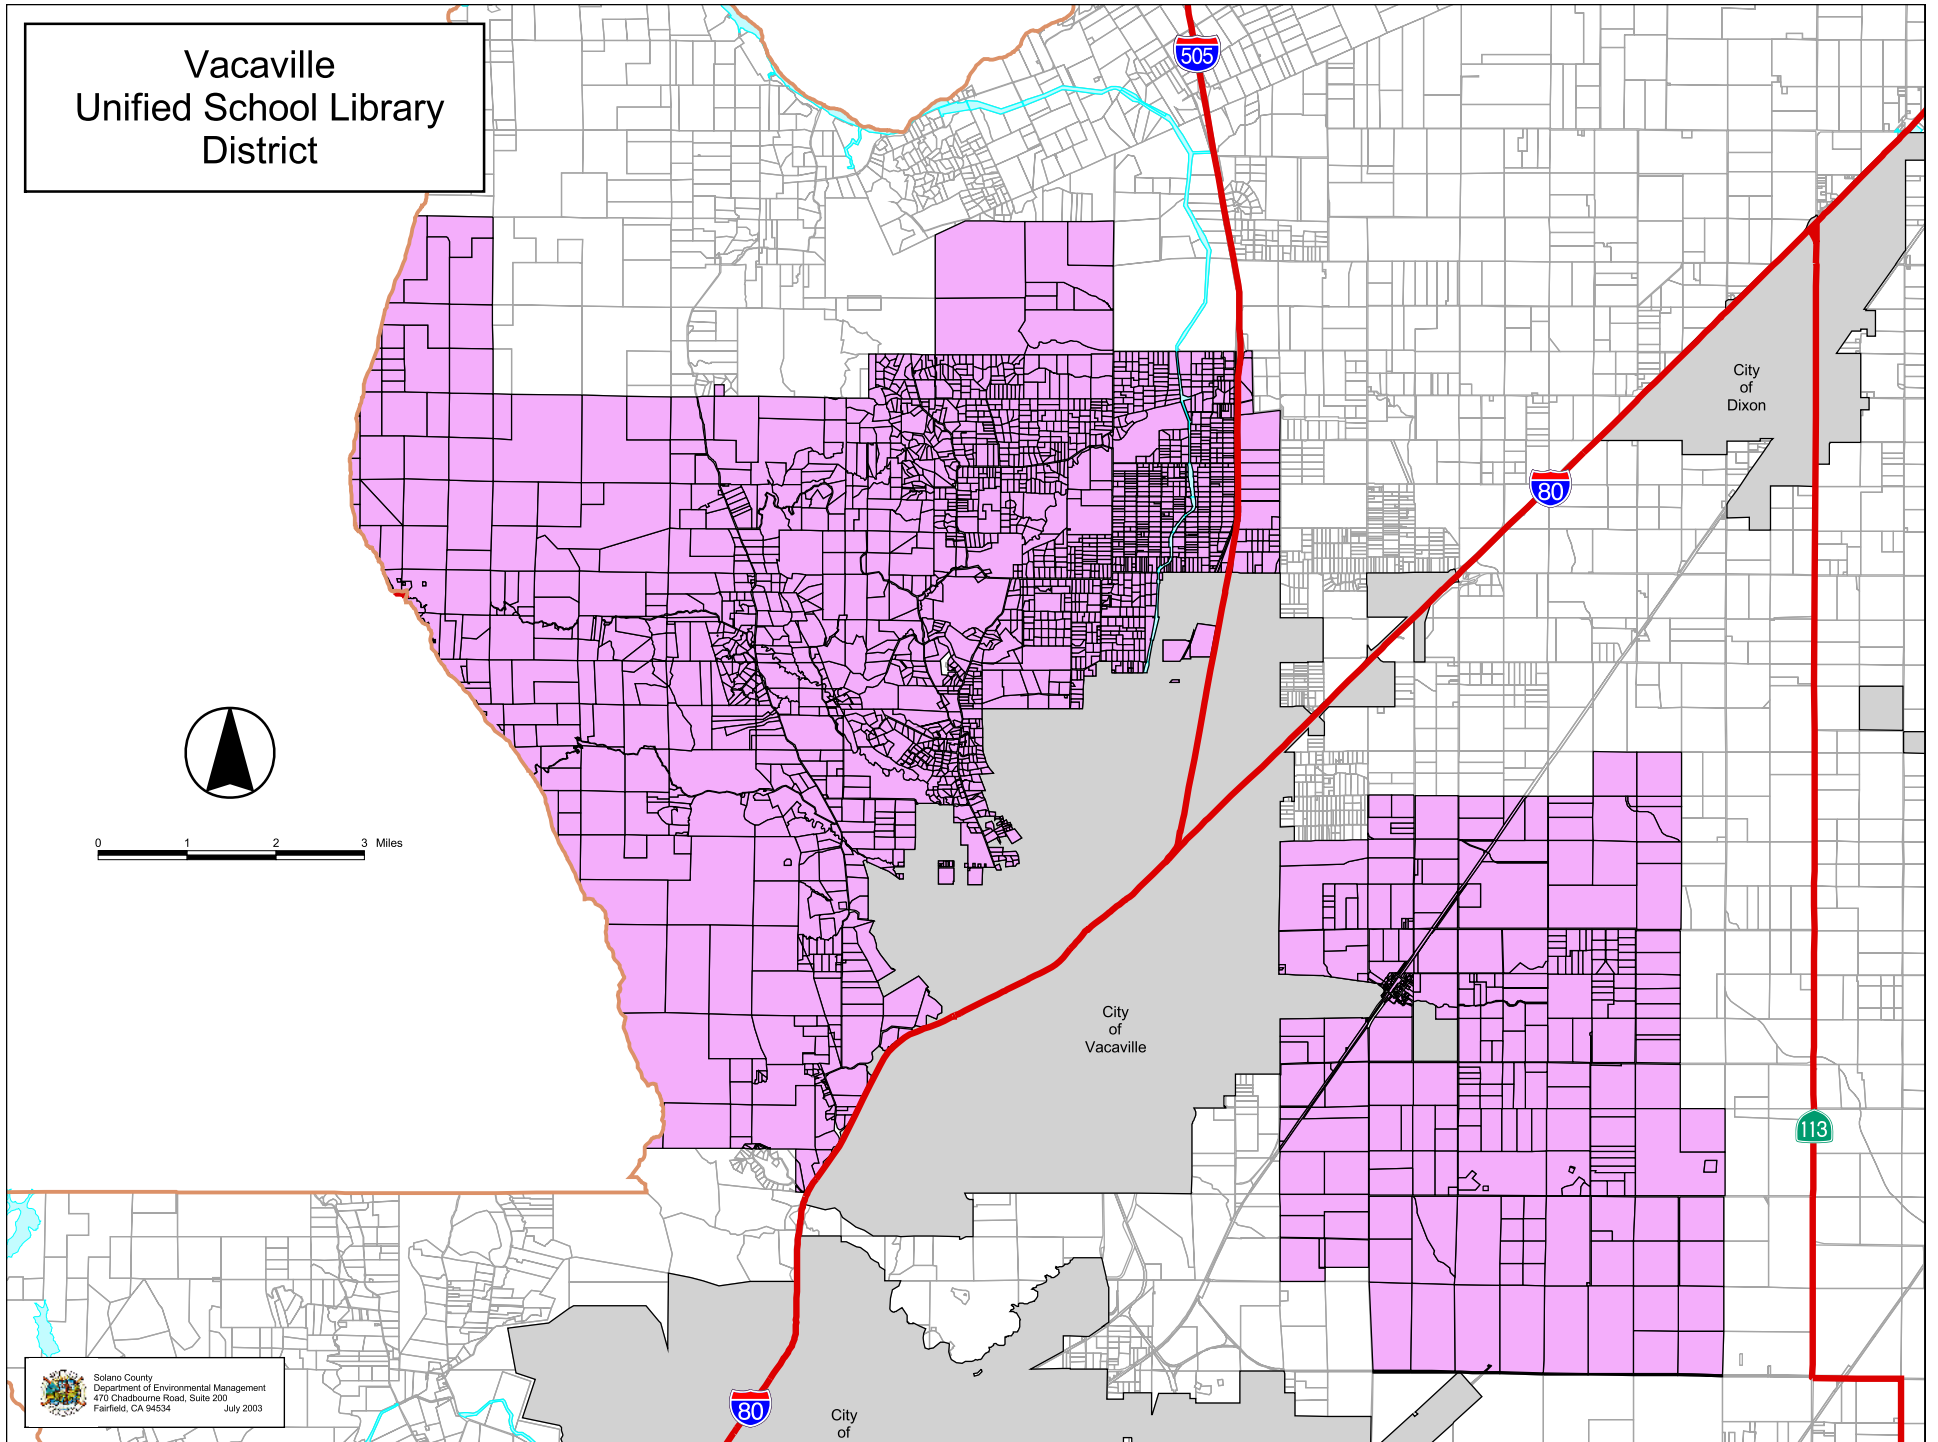 Vacaville
Unified School Library
District
505
City
of
Dixon
80
0 1 2 3 Miles
City
of
Vacaville
113
Solano County
Department of Environmental Management
470 Chadbourne Road, Suite 200
Fairfield, CA 94534 July 2003
80
City
of